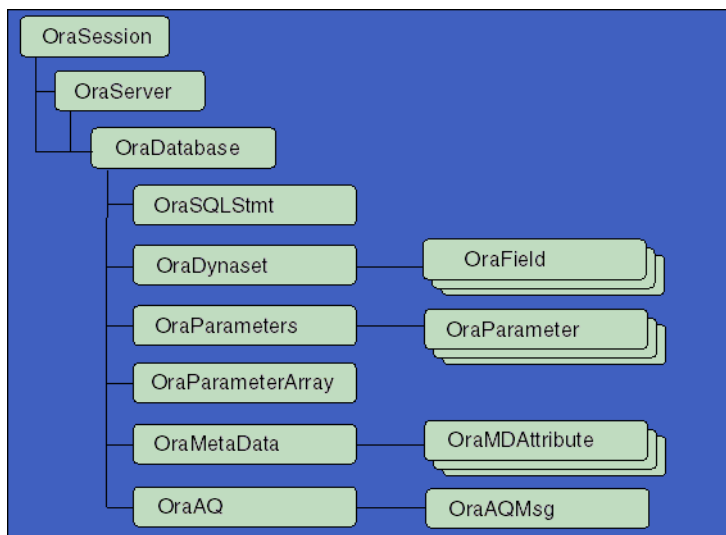 OraSession
OraServer
OraDatabase
OraSQLStmt
OraDynaset
OraField
OraParameters
OraParameter
OraParameterArray
OraMetaData
OraMDAttribute
OraAQ
OraAQMsg